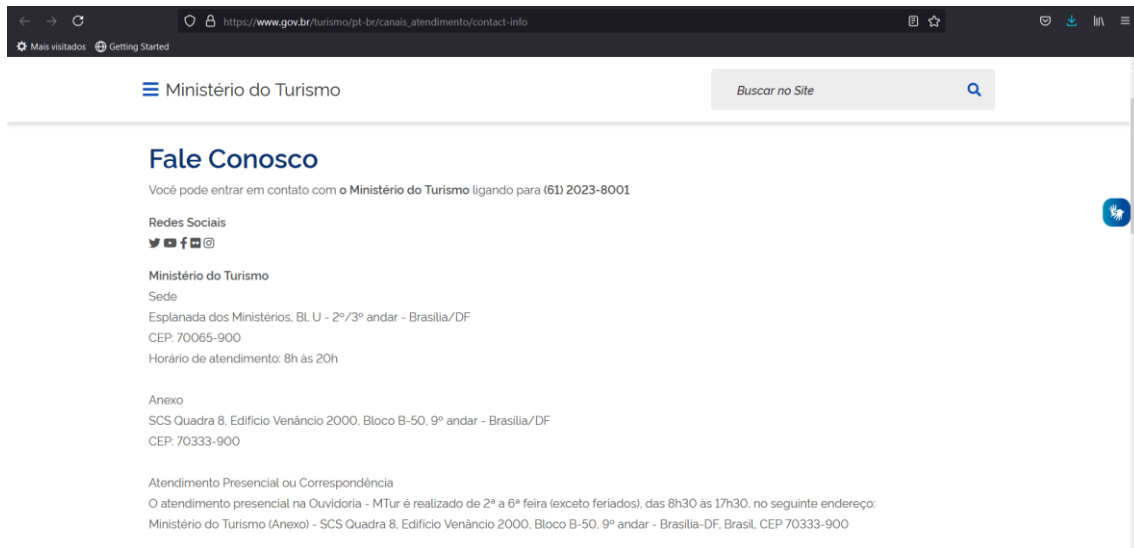 https://www.gov.br/turismo/pt-br/canais_atendimento/contact-info
Mais visitados Getting Started
Ministério do Turismo
Buscar no Site
Fale Conosco
Você pode entrar em contato com o Ministério do Turismo ligando para (61) 2023-8001
Redes Sociais
Ministério do Turismo
Sede
Esplanada dos Ministérios, Bl. U - 2º/3º andar - Brasília/DF
CEP: 70065-900
Horário de atendimento: 8h às 20h
Anexo
SCS Quadra 8, Edifício Venâncio 2000, Bloco B-50, 9º andar - Brasília/DF
CEP: 70333-900
Atendimento Presencial ou Correspondência
O atendimento presencial na Ouvidoria - MTur é realizado de 2ª a 6ª feira (exceto feriados), das 8h30 às 17h30, no seguinte endereço:
Ministério do Turismo (Anexo) - SCS Quadra 8, Edifício Venâncio 2000, Bloco B-50, 9º andar - Brasília-DF, Brasil, CEP 70333-900